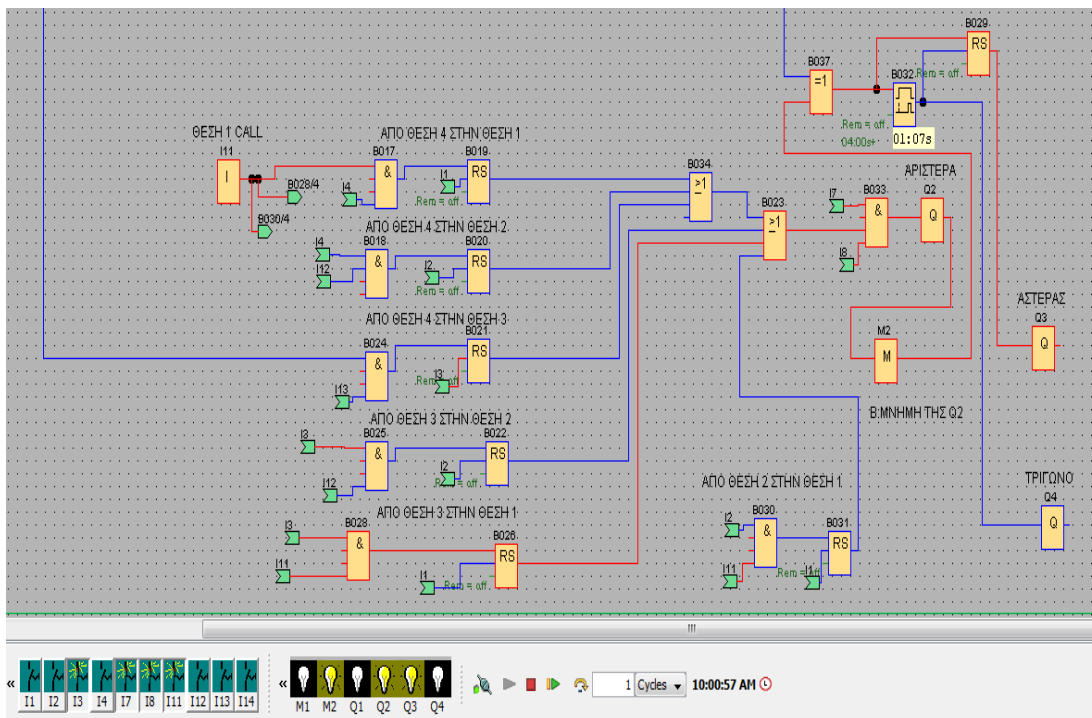 B029
RS
B037
=1
B032
Rem = off
Rem = off
04:00s+
01:07s
ΘΕΣΗ 1 CALL
I11
I
B028/4
B030/4
ΑΠΟ ΘΕΣΗ 4 ΣΤΗΝ ΘΕΣΗ 1
B017
&
I4
B019
RS
I1
Rem = off
B034
>1
ΑΡΙΣΤΕΡΑ
I7
B033
&
Q2
Q
I8
B023
>1
ΑΠΟ ΘΕΣΗ 4 ΣΤΗΝ ΘΕΣΗ 2
I4
B018
&
I12
B020
RS
I2
Rem = off
ΑΣΤΕΡΑΣ
Q3
Q
ΑΠΟ ΘΕΣΗ 4 ΣΤΗΝ ΘΕΣΗ 3
B024
&
I13
B021
RS
I3
Rem = off
M2
M
Β:ΜΝΗΜΗ ΤΗΣ Q2
ΑΠΟ ΘΕΣΗ 3 ΣΤΗΝ ΘΕΣΗ 2
I3
B025
&
I12
B022
RS
I2
Rem = off
ΑΠΟ ΘΕΣΗ 2 ΣΤΗΝ ΘΕΣΗ 1
I2
B030
&
I11
B031
RS
I1
Rem = off
ΤΡΙΓΩΝΟ
Q4
Q
ΑΠΟ ΘΕΣΗ 3 ΣΤΗΝ ΘΕΣΗ 1
I3
B028
&
I11
B026
RS
I1
Rem = off
« I1 I2 I3 I4 I7 I8 I11 I12 I13 I14 « M1 M2 Q1 Q2 Q3 Q4 1 Cycles 10:00:57 AM